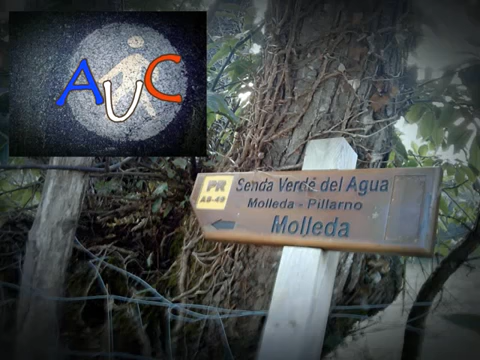 AUC
PR
AS-49
Senda Verde del Agua
Molleda - Pillarno
Molleda